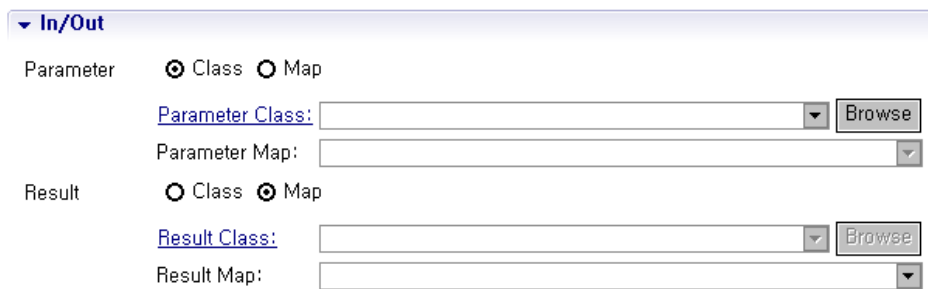 In/Out
Parameter Class Map
Parameter Class: Browse
Parameter Map:
Result Class Map
Result Class: Browse
Result Map: